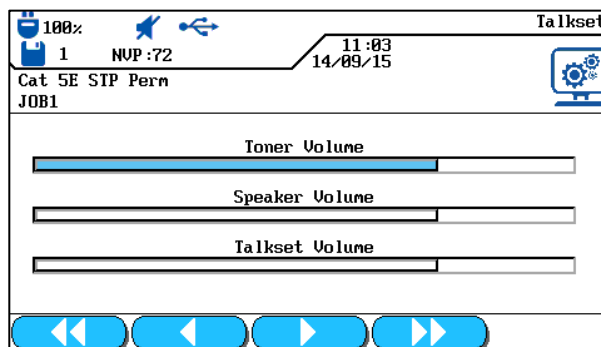 100%
Talkset
1 NVP:72
11:03
14/09/15
Cat 5E STP Perm
JOB1
Toner Volume
Speaker Volume
Talkset Volume